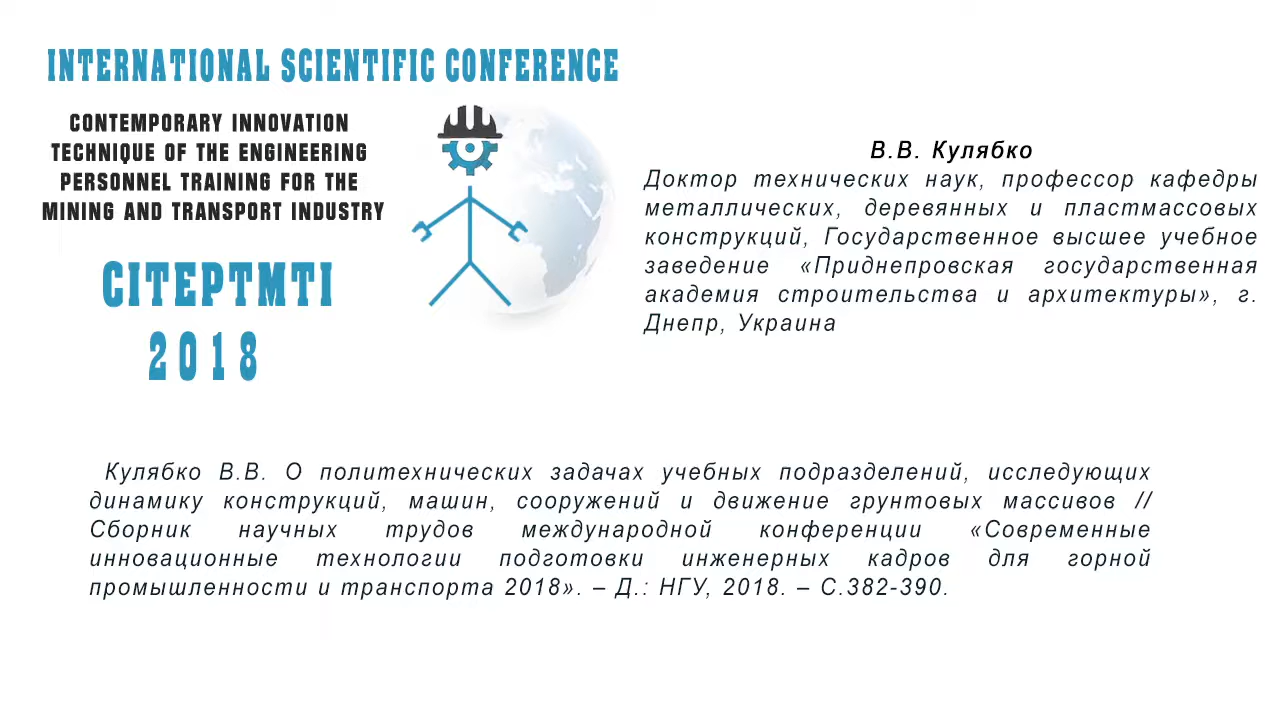 INTERNATIONAL SCIENTIFIC CONFERENCE
CONTEMPORARY INNOVATION
TECHNIQUE OF THE ENGINEERING
PERSONNEL TRAINING FOR THE
MINING AND TRANSPORT INDUSTRY
CITEPTMTI
2018
В.В. Кулябко
Доктор технических наук, профессор кафедры
металлических, деревянных и пластмассовых
конструкций, Государственное высшее учебное
заведение «Приднепровская государственная
академия строительства и архитектуры», г.
Днепр, Украина
Кулябко В.В. О политехнических задачах учебных подразделений, исследующих
динамику конструкций, машин, сооружений и движение грунтовых массивов //
Сборник научных трудов международной конференции «Современные
инновационные технологии подготовки инженерных кадров для горной
промышленности и транспорта 2018». – Д.: НГУ, 2018. – С.382-390.